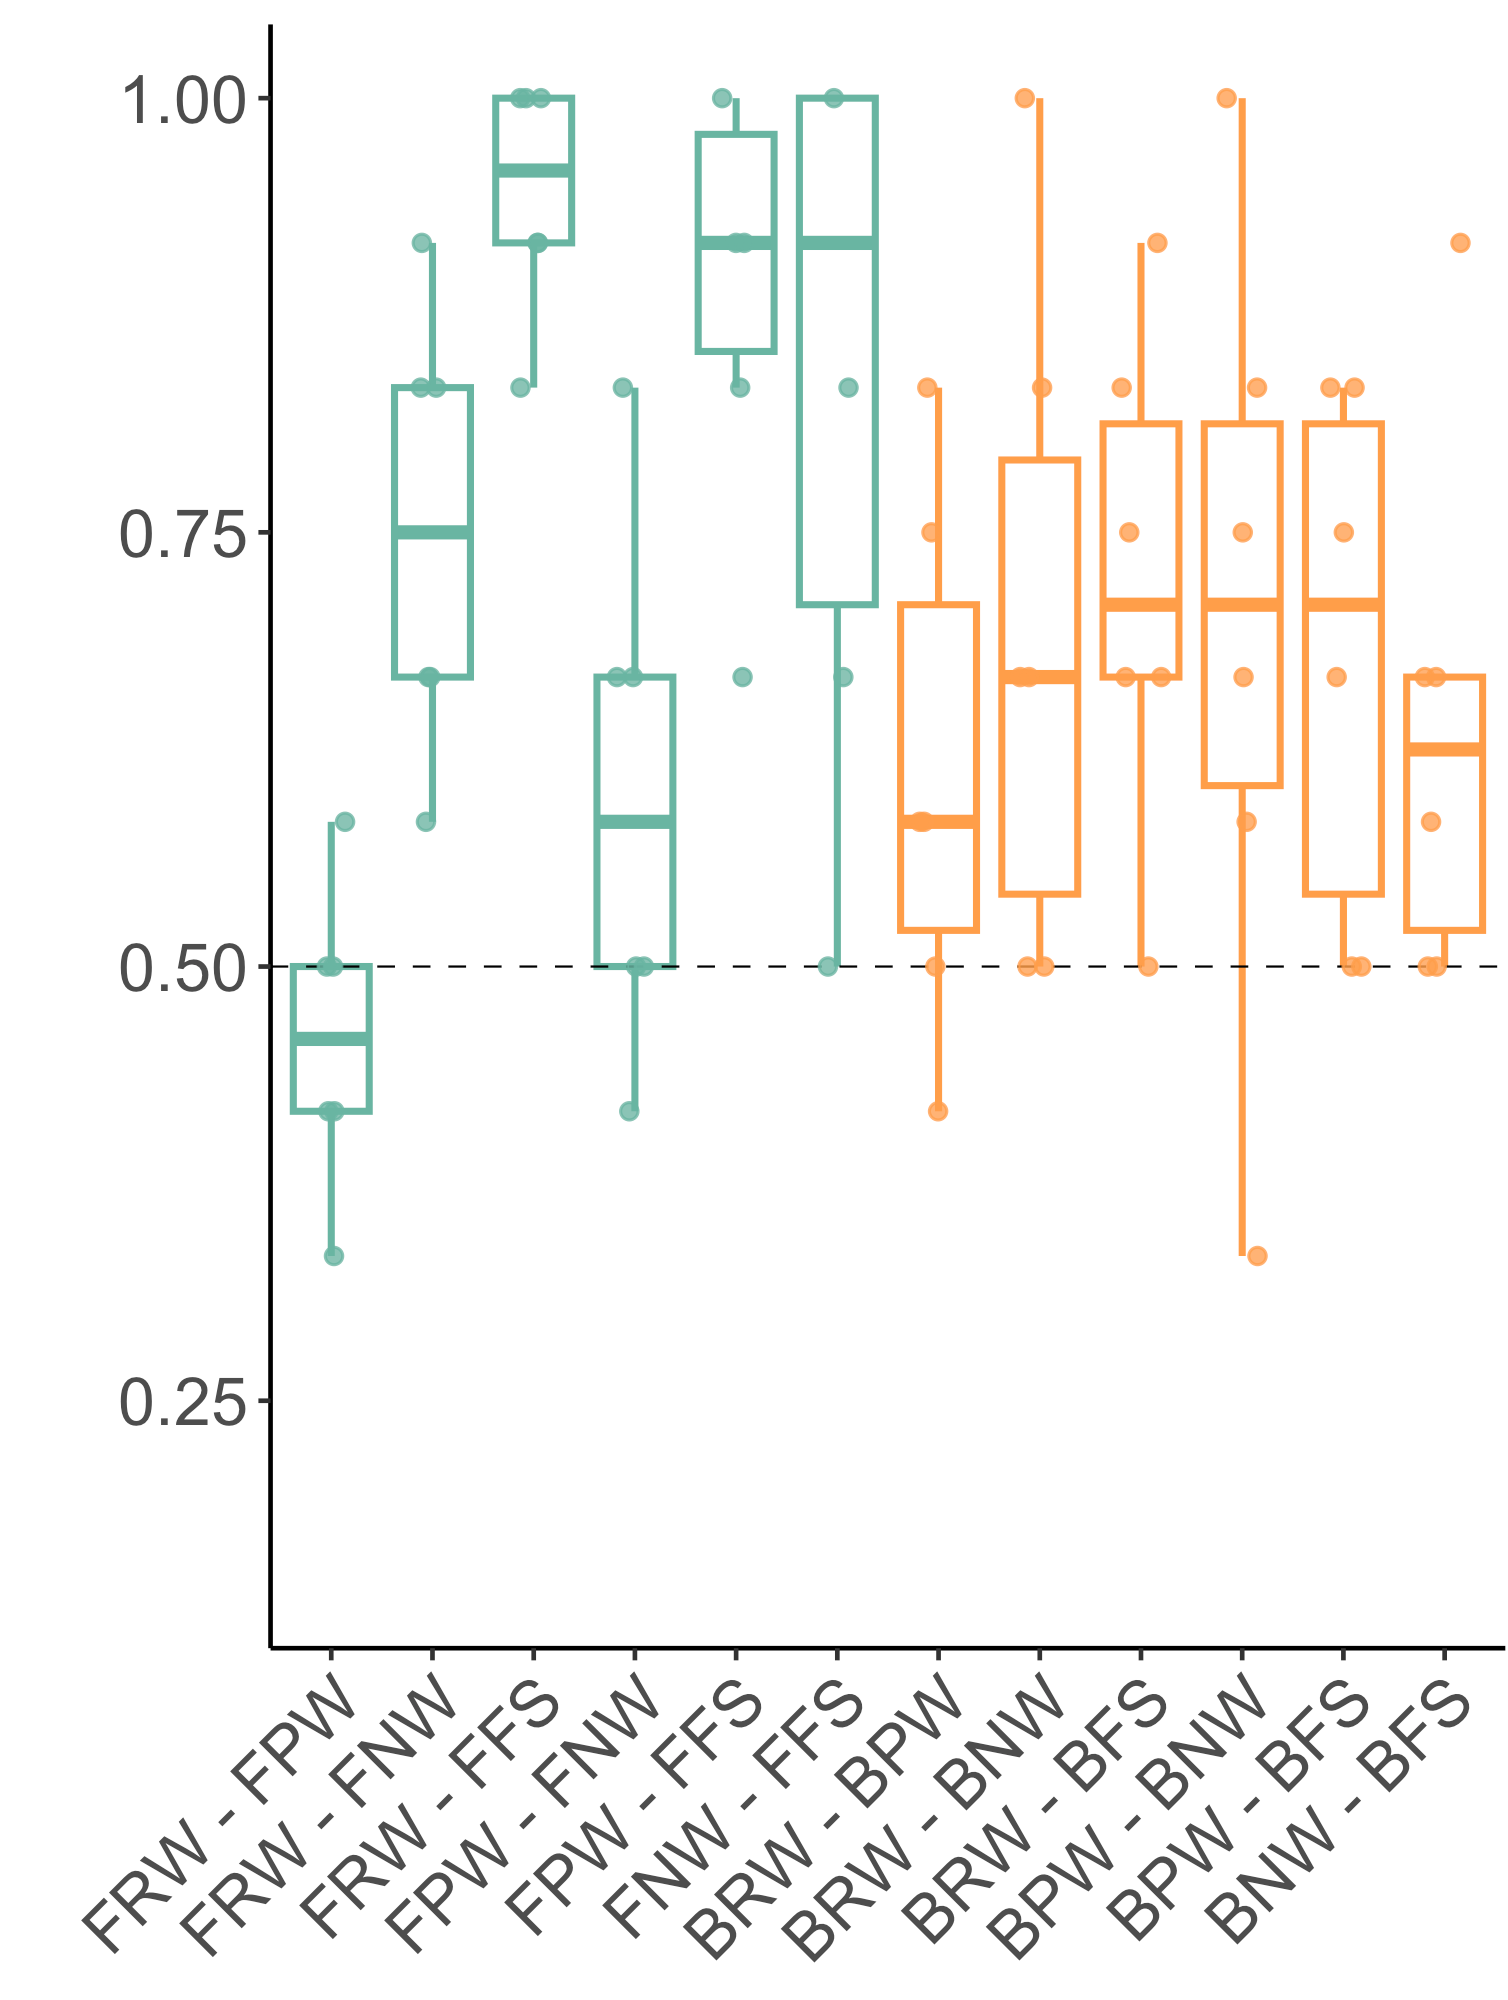 1.00
0.75
0.50
0.25
FRW - FPW
FRW - FNW
FRW - FFS
FPW - FNW
FPW - FFS
FNW - FFS
BRW - BPW
BRW - BNW
BRW - BFS
BPW - BNW
BPW - BFS
BNW - BFS